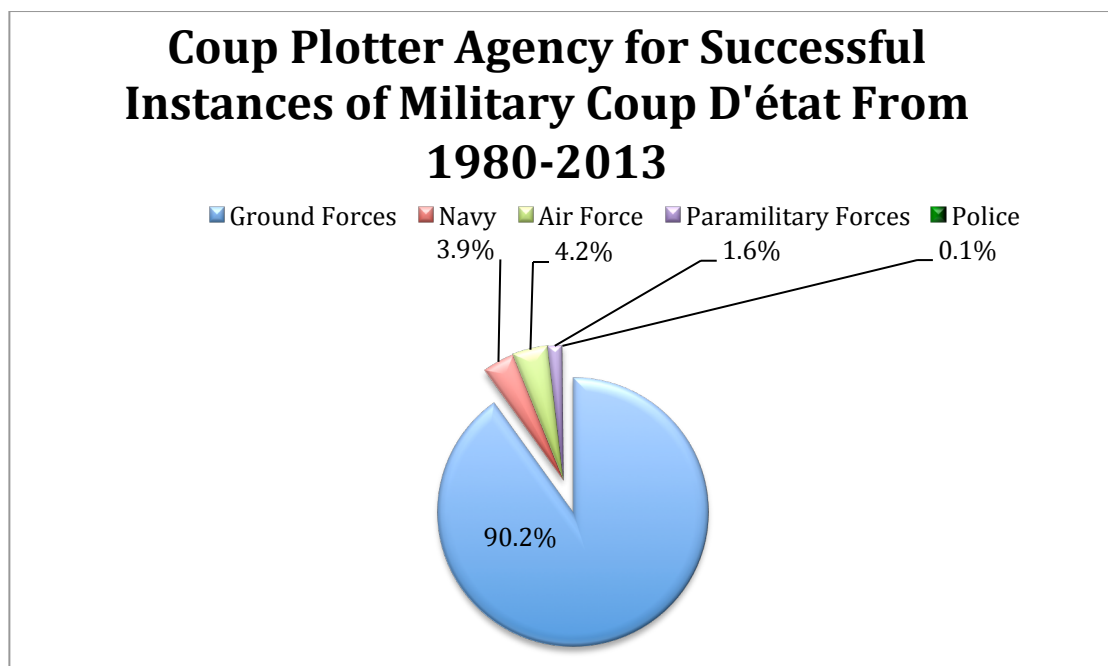 Coup Plotter Agency for Successful
Instances of Military Coup D'état From
1980-2013
Ground Forces Navy Air Force Paramilitary Forces Police
3.9% 4.2% 1.6% 0.1%
90.2%